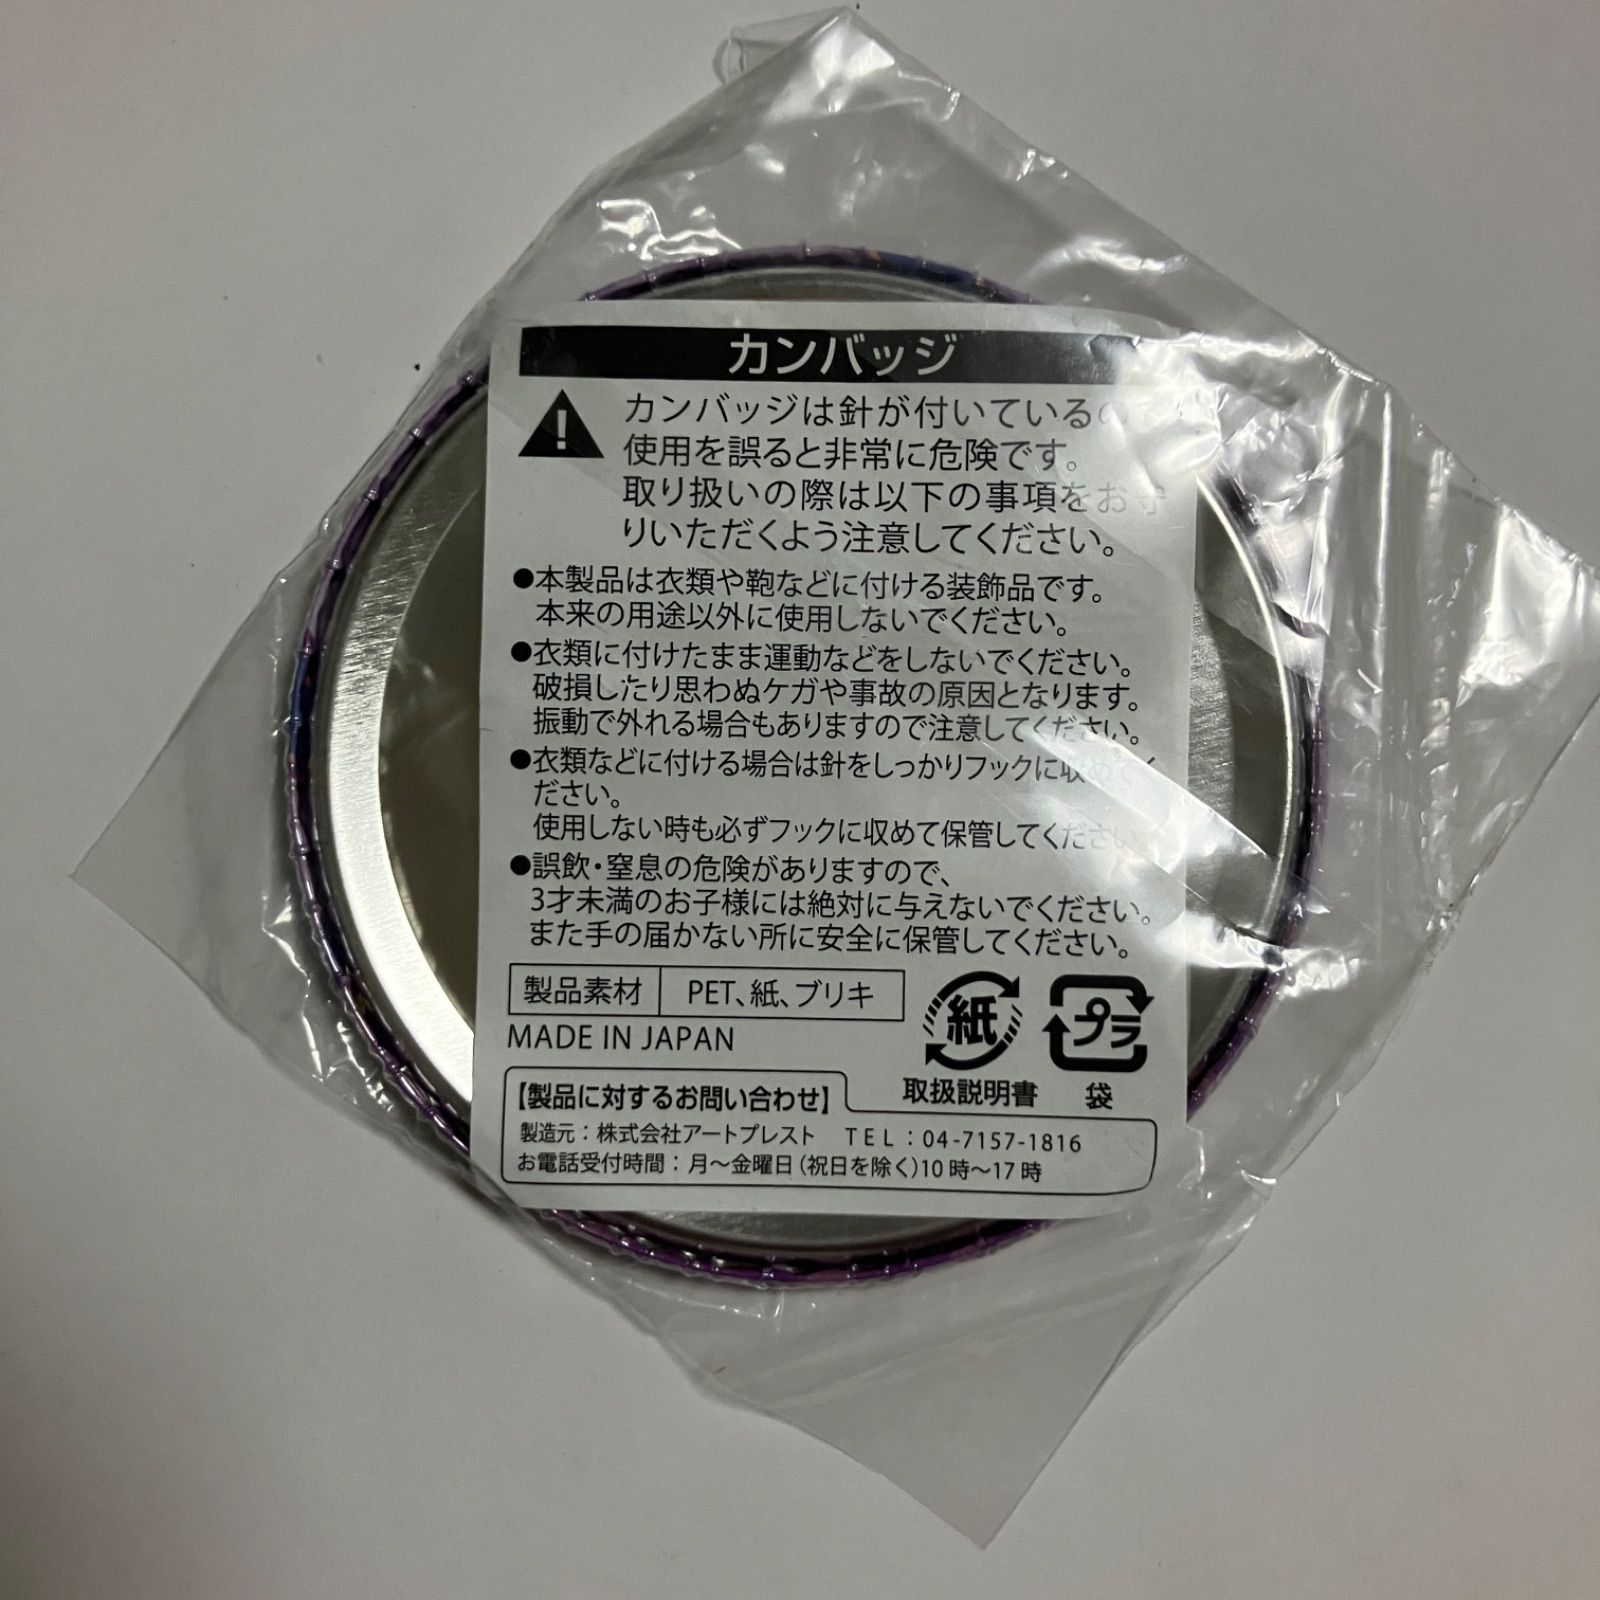 カンバッジ
カンバッジは針が付いているので
使用を誤ると非常に危険です。
取り扱いの際は以下の事項をお守
りいただくよう注意してください。
●本製品は衣類や鞄などに付ける装飾品です。
本来の用途以外に使用しないでください。
●衣類に付けたまま運動などをしないでください。
破損したり思わぬケガや事故の原因となります。
振動で外れる場合もありますので注意してください。
●衣類などに付ける場合は針をしっかりフックに収めてく
ださい。
使用しない時も必ずフックに収めて保管してください。
●誤飲・窒息の危険がありますので、
3才未満のお子様には絶対に与えないでください。
また手の届かない所に安全に保管してください。
製品素材 PET、紙、ブリキ
MADE IN JAPAN
紙 プラ
取扱説明書 袋
【製品に対するお問い合わせ】
製造元：株式会社アートプレスト TEL：04-7157-1816
お電話受付時間：月～金曜日（祝日を除く）10時～17時